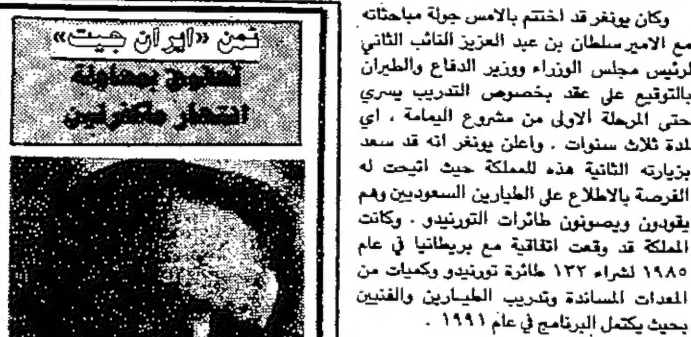 وكان يونغر قد اختتم بالامس جولة مباحثاته
مع الامير سلطان بن عبد العزيز النائب الثاني
لرئيس مجلس الوزراء ووزير الدفاع والطيران
بالتوقيع على عقد بخصوص التدريب يسري
حتى المرحلة الاولى من مشروع اليمامة ، اي
لمدة ثلاث سنوات . واعلن يونغر انه قد سعد
بزيارته الثانية هذه للمملكة حيث اتيحت له
الفرصة بالاطلاع على الطيارين السعوديين وهم
يقودون ويصونون طائرات التورنيدو . وكانت
المملكة قد وقعت اتفاقية مع بريطانيا في عام
١٩٨٥ لشراء ١٣٢ طائرة تورنيدو وكميات من
المعدات المساندة وتدريب الطيارين والفنيين
بحيث يكتمل البرنامج في عام ١٩٩١ .
ثمن «ايران جيت»
بمحاولة
انتحار ماكفرلين